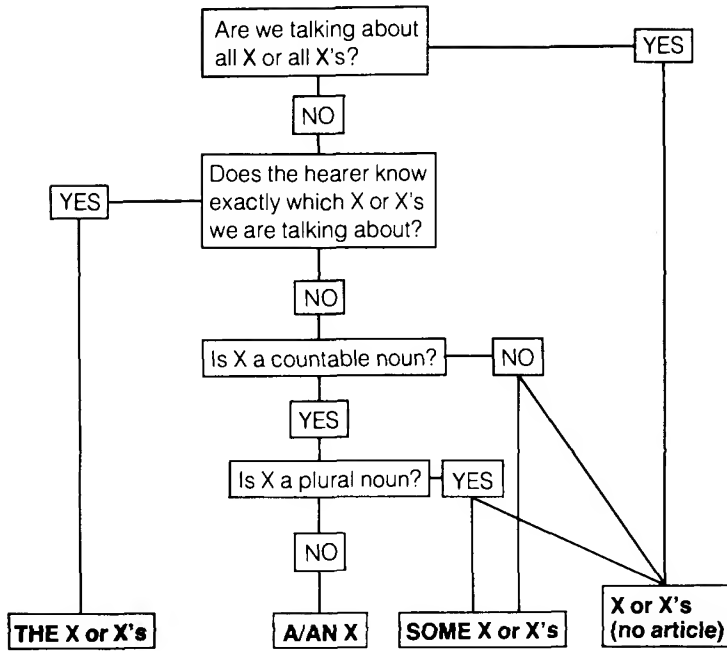 Are we talking about
all X or all X's?
YES
NO
Does the hearer know
exactly which X or X's
we are talking about?
YES
NO
Is X a countable noun?
NO
YES
Is X a plural noun?
YES
NO
THE X or X's
A/AN X
SOME X or X's
X or X's
(no article)